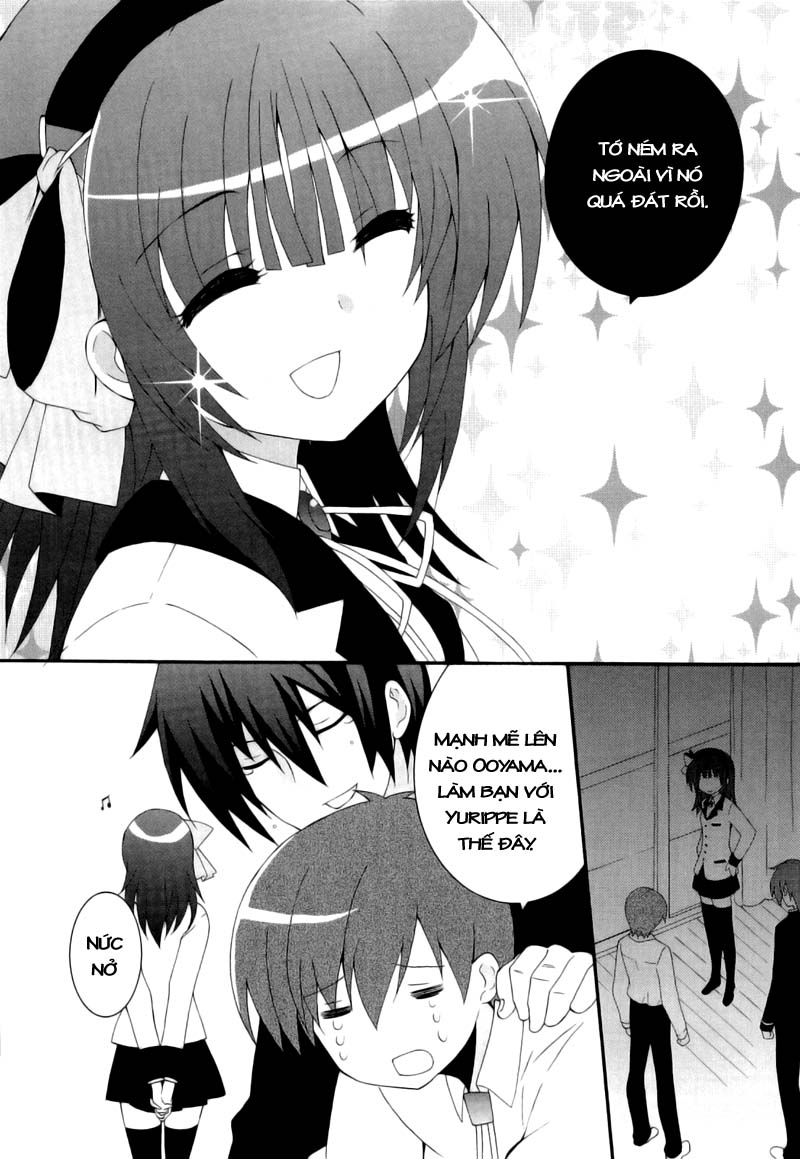 TỚ NÉM RA
NGOÀI VÌ NÓ
QUÁ ĐÁT RỒI.
MẠNH MẼ LÊN
NÀO OOYAMA...
LÀM BẠN VỚI
YURIPPE LÀ
THẾ ĐẤY.
NỨC
NỞ